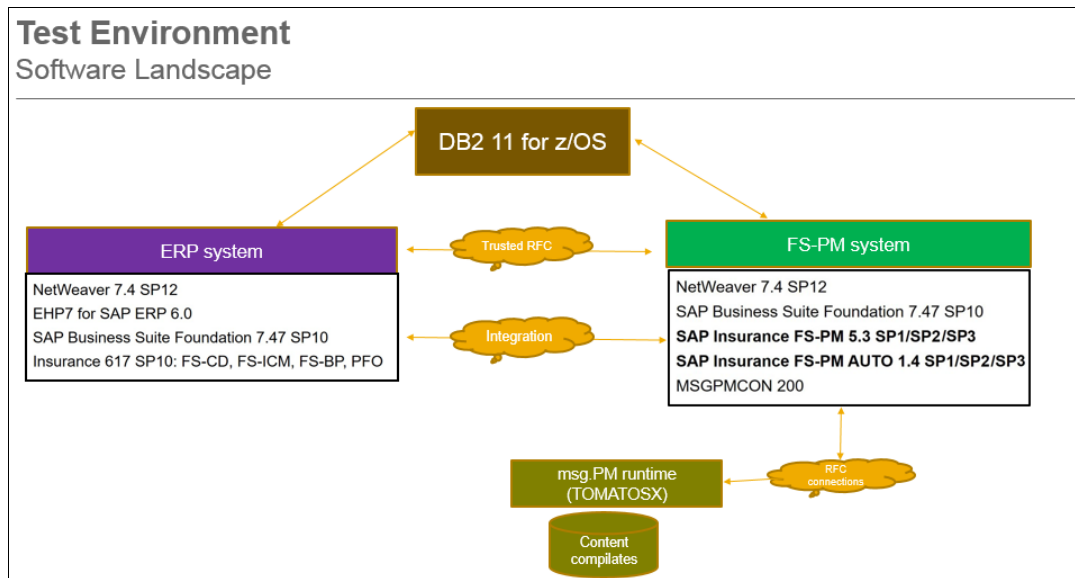 Test Environment
Software Landscape
DB2 11 for z/OS
ERP system
Trusted RFC
FS-PM system
NetWeaver 7.4 SP12
EHP7 for SAP ERP 6.0
SAP Business Suite Foundation 7.47 SP10
Insurance 617 SP10: FS-CD, FS-ICM, FS-BP, PFO
Integration
NetWeaver 7.4 SP12
SAP Business Suite Foundation 7.47 SP10
SAP Insurance FS-PM 5.3 SP1/SP2/SP3
SAP Insurance FS-PM AUTO 1.4 SP1/SP2/SP3
MSGPMCON 200
msg.PM runtime
(TOMATOSX)
RFC
connections
Content
compilates